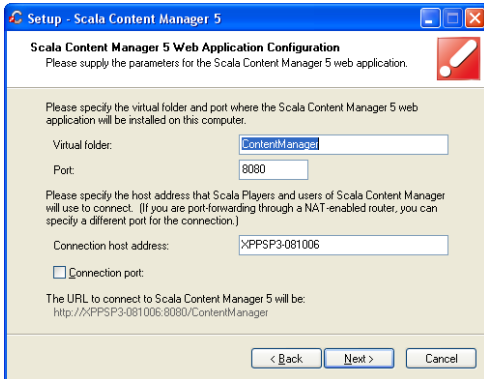 Setup - Scala Content Manager 5
Scala Content Manager 5 Web Application Configuration
Please supply the parameters for the Scala Content Manager 5 web application.
Please specify the virtual folder and port where the Scala Content Manager 5 web
application will be installed on this computer.
Virtual folder: ContentManager
Port: 8080
Please specify the host address that Scala Players and users of Scala Content Manager
will use to connect. (If you are port-forwarding through a NAT-enabled router, you can
specify a different port for the connection.)
Connection host address: XPPSP3-081006
Connection port:
The URL to connect to Scala Content Manager 5 will be:
http://XPPSP3-081006:8080/ContentManager
< Back Next > Cancel